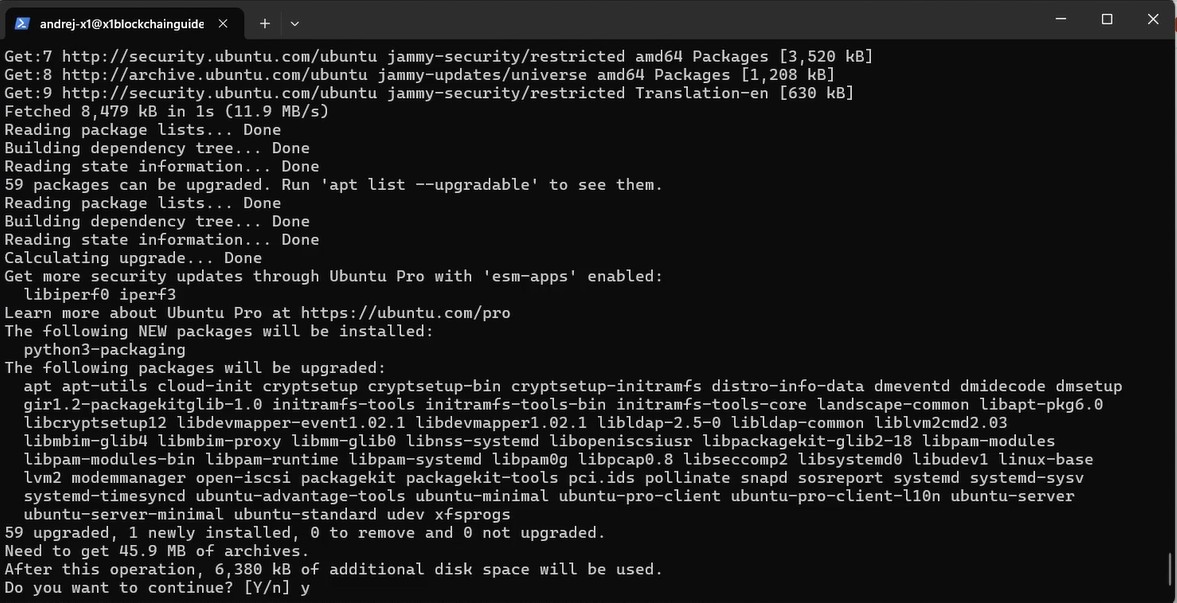 andrej-x1@x1blockchainguide
Get:7 http://security.ubuntu.com/ubuntu jammy-security/restricted amd64 Packages [3,520 kB]
Get:8 http://archive.ubuntu.com/ubuntu jammy-updates/universe amd64 Packages [1,208 kB]
Get:9 http://security.ubuntu.com/ubuntu jammy-security/restricted Translation-en [630 kB]
Fetched 8,479 kB in 1s (11.9 MB/s)
Reading package lists... Done
Building dependency tree... Done
Reading state information... Done
59 packages can be upgraded. Run 'apt list --upgradable' to see them.
Reading package lists... Done
Building dependency tree... Done
Reading state information... Done
Calculating upgrade... Done
Get more security updates through Ubuntu Pro with 'esm-apps' enabled:
  libiperf0 iperf3
Learn more about Ubuntu Pro at https://ubuntu.com/pro
The following NEW packages will be installed:
  python3-packaging
The following packages will be upgraded:
  apt apt-utils cloud-init cryptsetup cryptsetup-bin cryptsetup-initramfs distro-info-data dmeventd dmidecode dmsetup
  gir1.2-packagekitglib-1.0 initramfs-tools initramfs-tools-bin initramfs-tools-core landscape-common libapt-pkg6.0
  libcryptsetup12 libdevmapper-event1.02.1 libdevmapper1.02.1 libldap-2.5-0 libldap-common liblvm2cmd2.03
  libmbim-glib4 libmbim-proxy libmm-glib0 libnss-systemd libopeniscsiusr libpackagekit-glib2-18 libpam-modules
  libpam-modules-bin libpam-runtime libpam-systemd libpam0g libpcap0.8 libseccomp2 libsystemd0 libudev1 linux-base
  lvm2 modemmanager open-iscsi packagekit packagekit-tools pci.ids pollinate snapd sosreport systemd systemd-sysv
  systemd-timesyncd ubuntu-advantage-tools ubuntu-minimal ubuntu-pro-client ubuntu-pro-client-l10n ubuntu-server
  ubuntu-server-minimal ubuntu-standard udev xfsprogs
59 upgraded, 1 newly installed, 0 to remove and 0 not upgraded.
Need to get 45.9 MB of archives.
After this operation, 6,380 kB of additional disk space will be used.
Do you want to continue? [Y/n] y